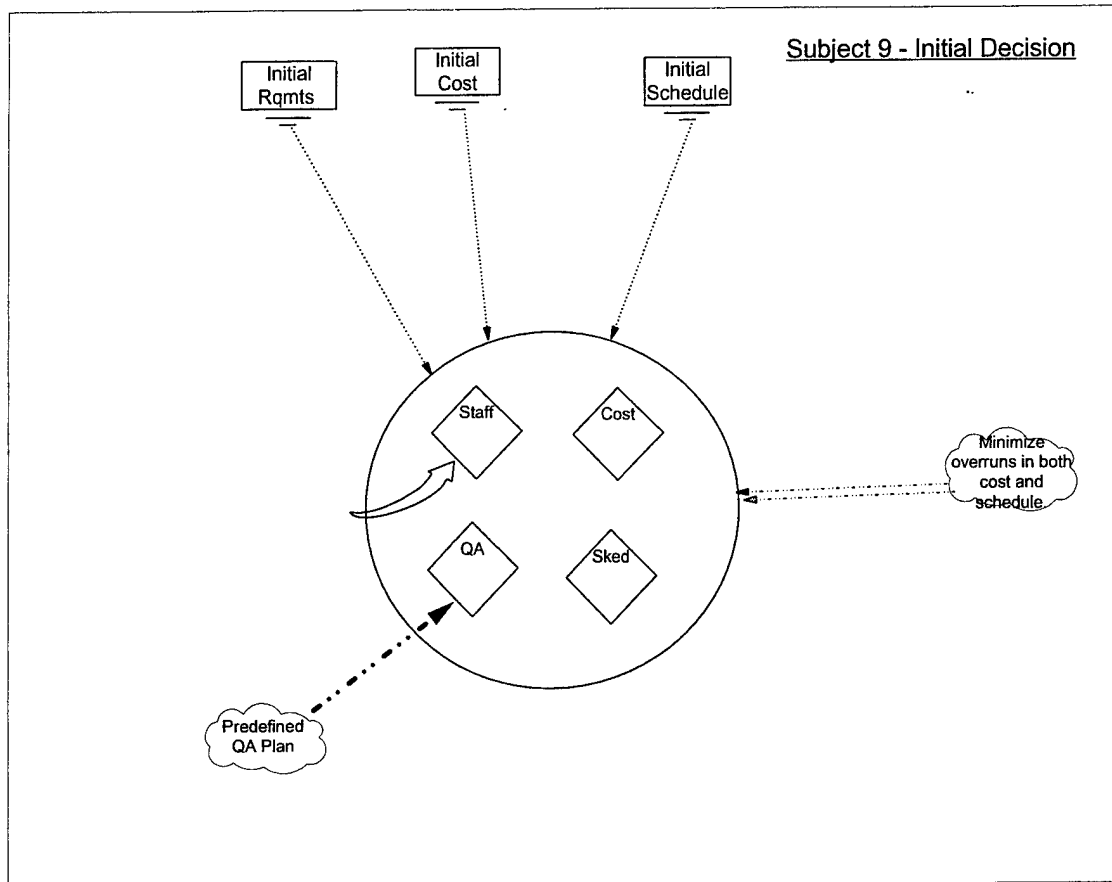 Subject 9 - Initial Decision
Initial
Rqmts
Initial
Cost
Initial
Schedule
Staff
Cost
Minimize
overruns in both
cost and
schedule.
QA
Sked
Predefined
QA Plan